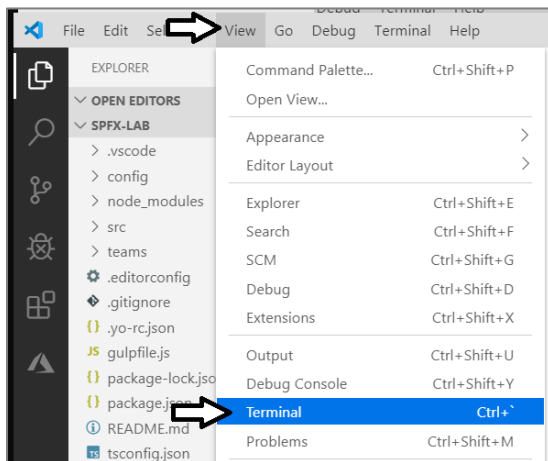 File Edit Sel View Go Debug Terminal Help
EXPLORER
OPEN EDITORS
SPFX-LAB
.vscode
config
node_modules
src
teams
.editorconfig
.gitignore
.yo-rc.json
JS gulpfile.js
{} package-lock.jso
{} package.json
README.md
TS tsconfig.json
Command Palette... Ctrl+Shift+P
Open View...
Appearance
Editor Layout
Explorer Ctrl+Shift+E
Search Ctrl+Shift+F
SCM Ctrl+Shift+G
Debug Ctrl+Shift+D
Extensions Ctrl+Shift+X
Output Ctrl+Shift+U
Debug Console Ctrl+Shift+Y
Terminal Ctrl+`
Problems Ctrl+Shift+M